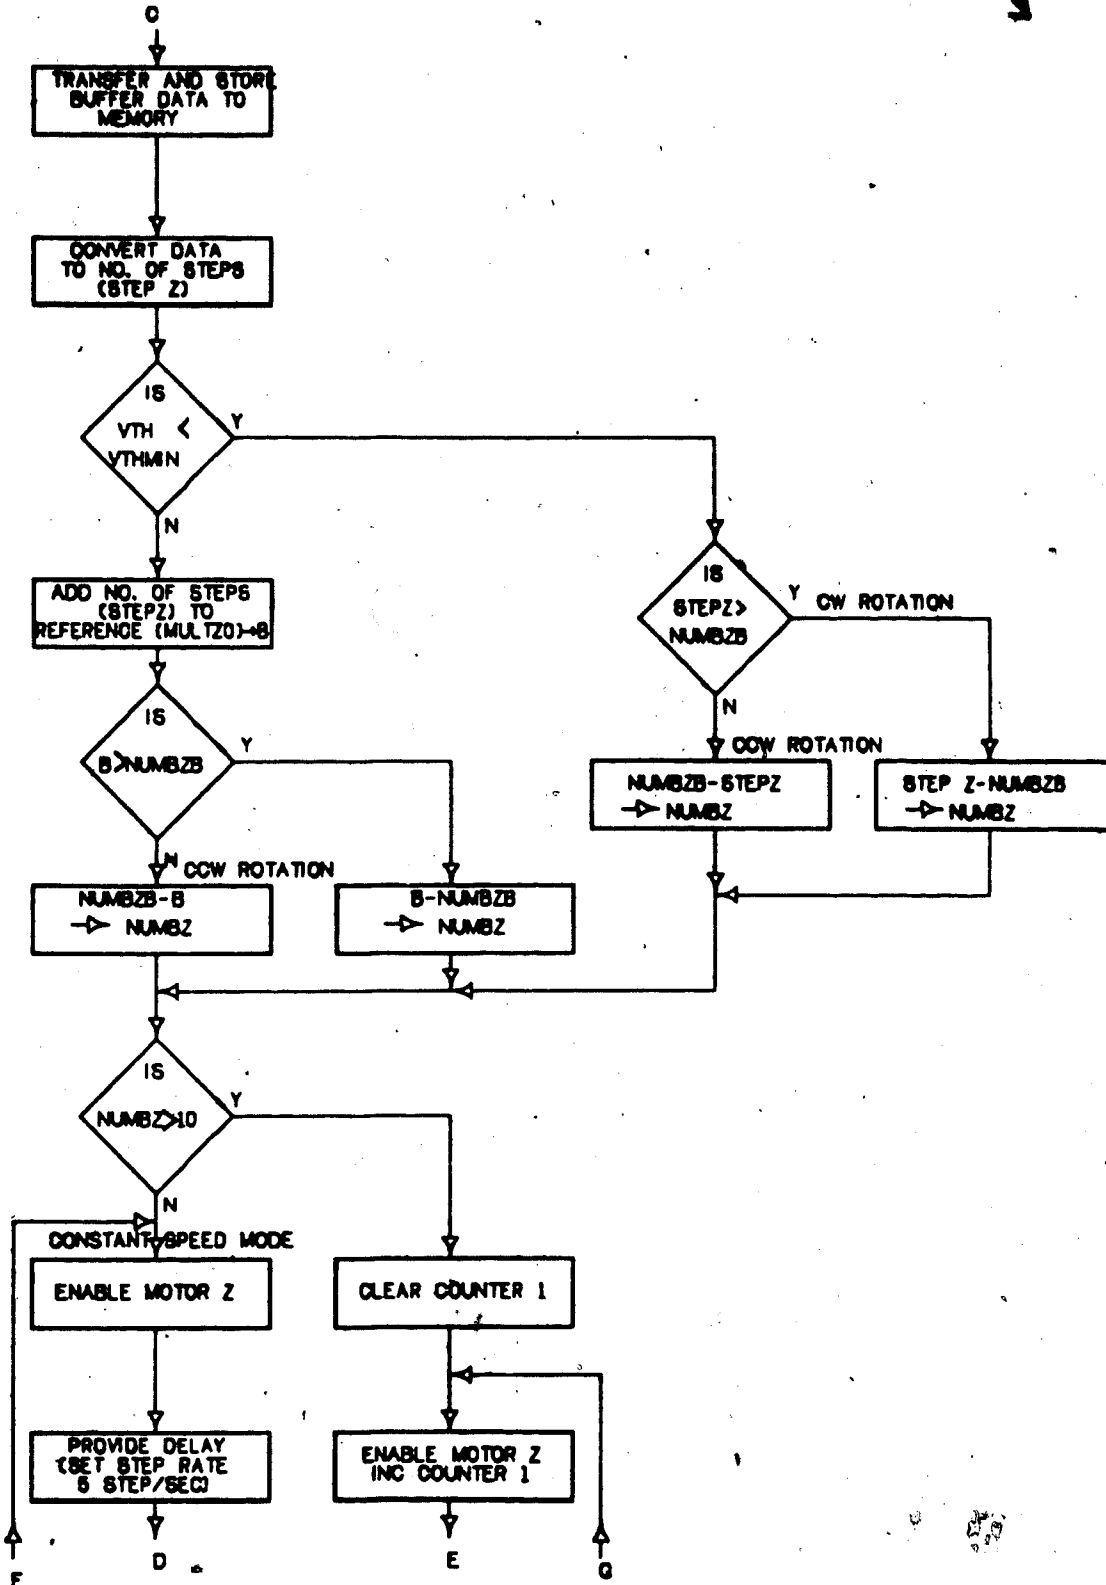 C
TRANSFER AND STORE
BUFFER DATA TO
MEMORY
CONVERT DATA
TO NO. OF STEPS
(STEP Z)
IS
VTH <
VTHMIN
Y
N
ADD NO. OF STEPS
(STEPZ) TO
REFERENCE (MULTZO)→B
IS
STEPZ>
NUMBZB
Y CW ROTATION
N
CCW ROTATION
NUMBZB-STEPZ
→ NUMBZ
STEP Z-NUMBZB
→ NUMBZ
IS
B>NUMBZB
Y
N CCW ROTATION
NUMBZB-B
→ NUMBZ
B-NUMBZB
→ NUMBZ
IS
NUMBZ>10
Y
N
CONSTANT SPEED MODE
ENABLE MOTOR Z
CLEAR COUNTER 1
PROVIDE DELAY
(SET STEP RATE
5 STEP/SEC)
ENABLE MOTOR Z
INC COUNTER 1
F
D
E
G